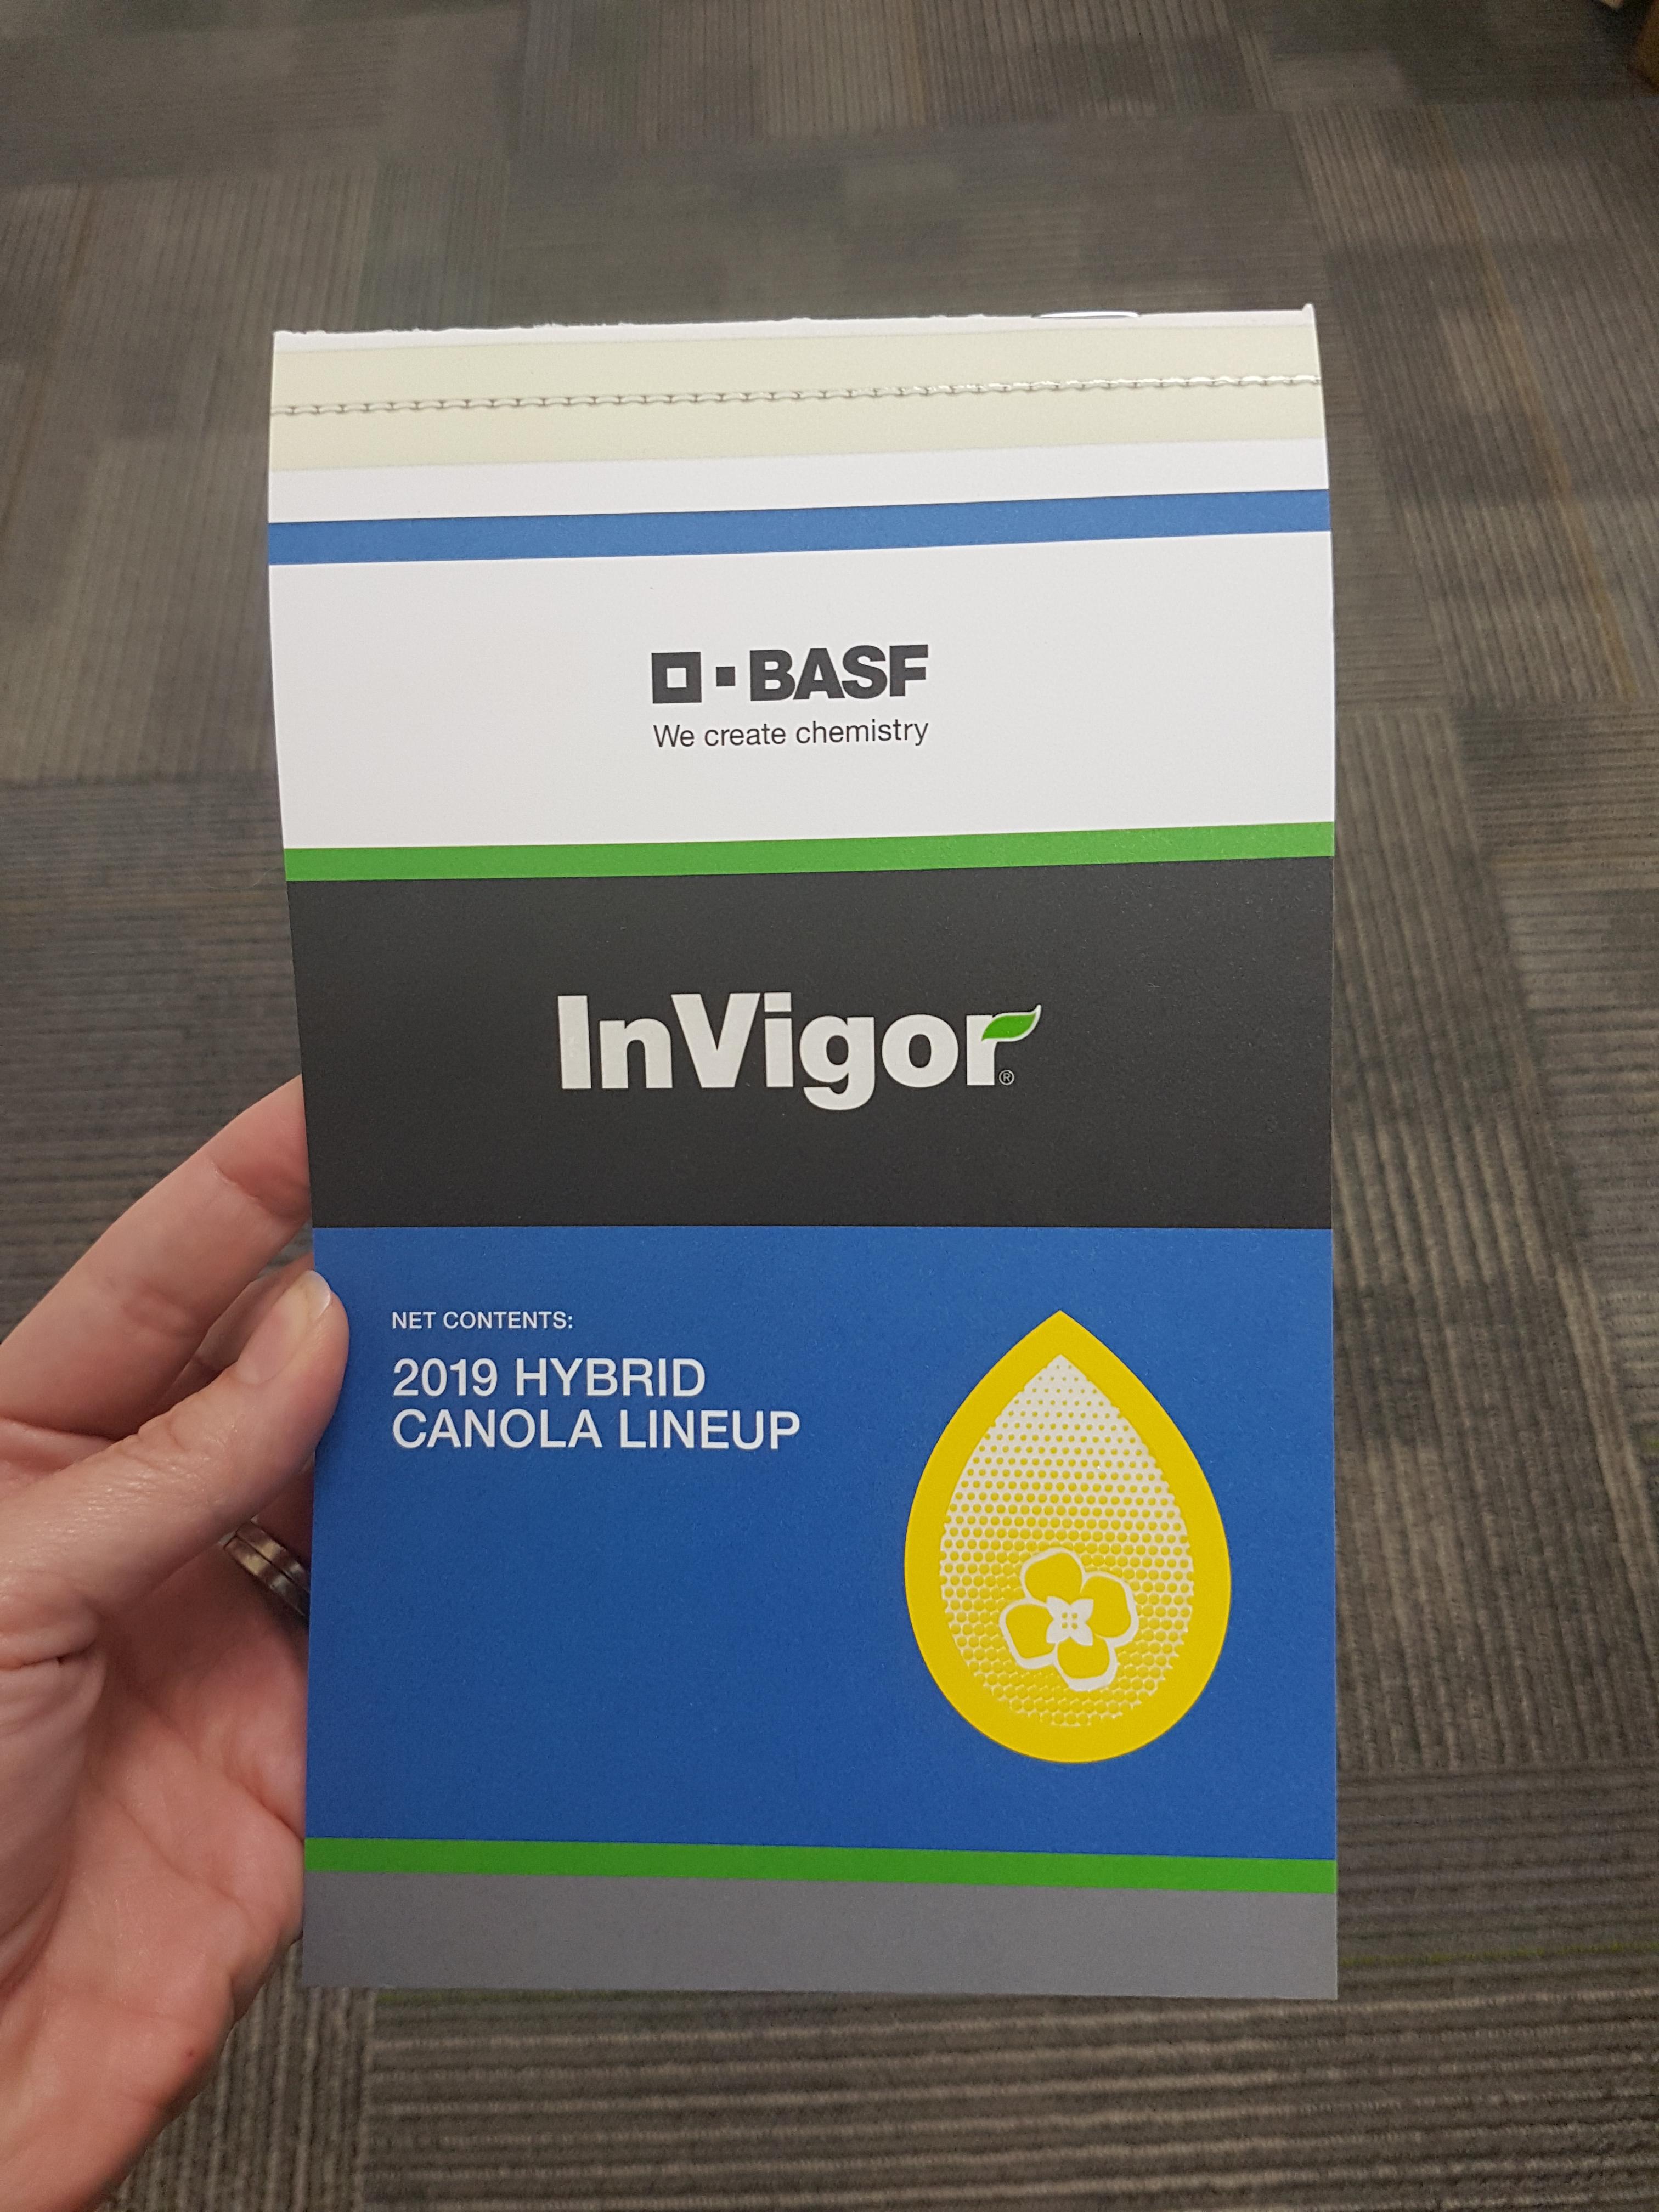 BASF
We create chemistry
InVigor®
NET CONTENTS:
2019 HYBRID
CANOLA LINEUP